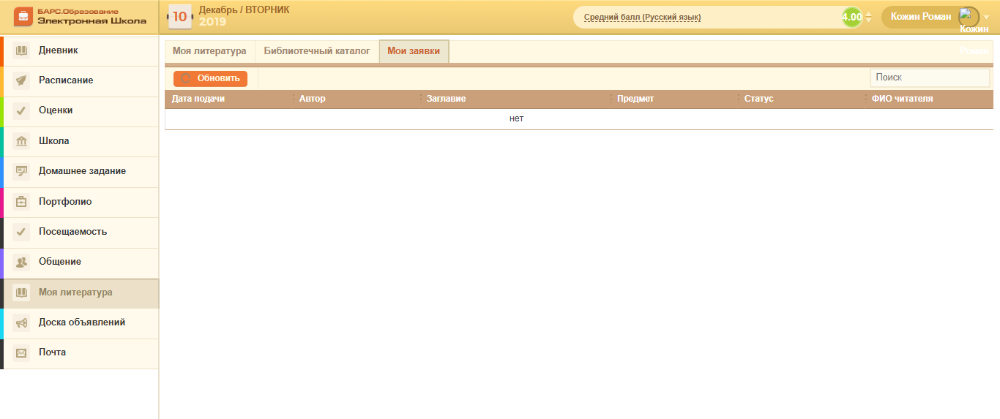 БАРС.Образование
Электронная Школа
10
Декабрь / ВТОРНИК
2019
Средний балл (Русский язык)
4.00
Кожин Роман
Кожин
Роман
Дневник
Расписание
Оценки
Школа
Домашнее задание
Портфолио
Посещаемость
Общение
Моя литература
Доска объявлений
Почта
Моя литература
Библиотечный каталог
Мои заявки
Обновить
Поиск
Дата подачи
Автор
Заглавие
Предмет
Статус
ФИО читателя
нет